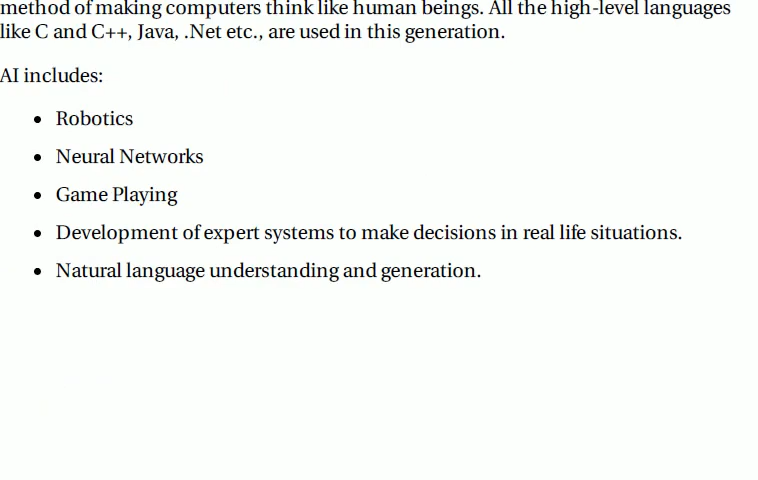 method of making computers think like human beings. All the high-level languages
like C and C++, Java, .Net etc., are used in this generation.
AI includes:
• Robotics
• Neural Networks
• Game Playing
• Development of expert systems to make decisions in real life situations.
• Natural language understanding and generation.